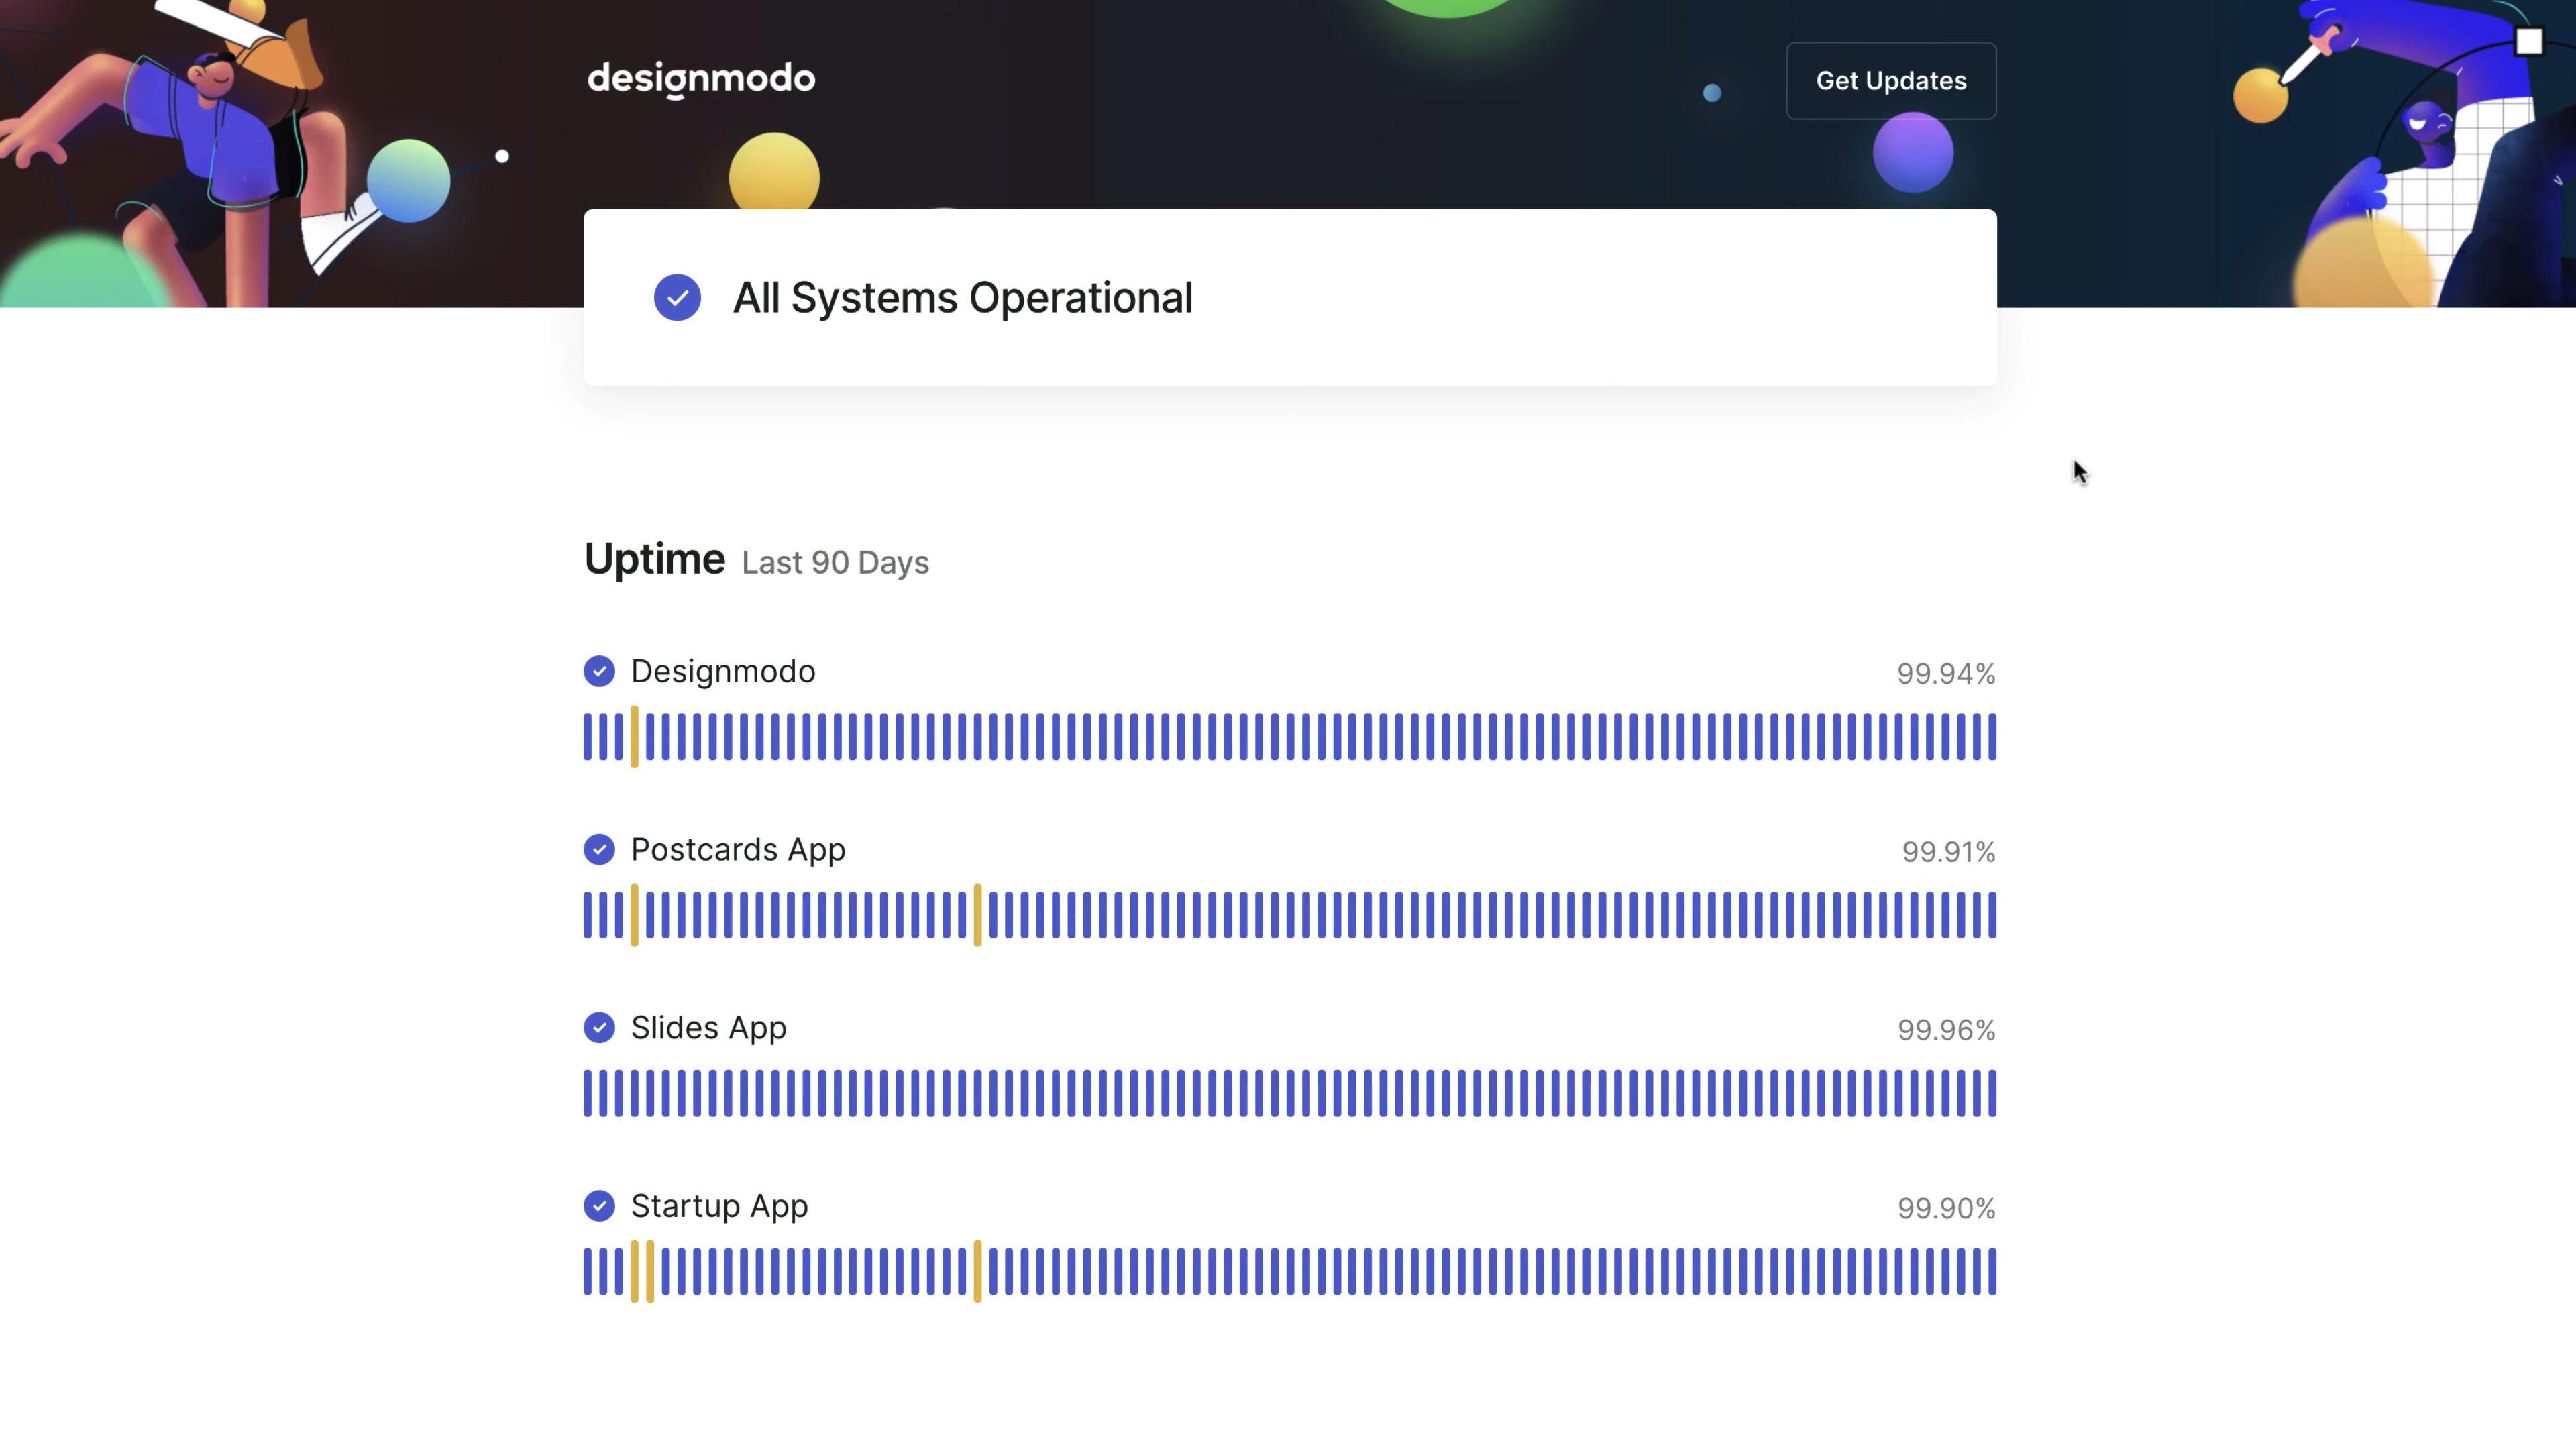 designmodo
Get Updates
All Systems Operational
Uptime Last 90 Days
Designmodo 99.94%
Postcards App 99.91%
Slides App 99.96%
Startup App 99.90%